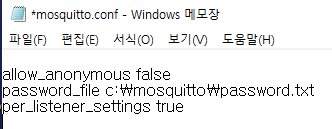 *mosquitto.conf - Windows 메모장
파일(F) 편집(E) 서식(O) 보기(V) 도움말(H)
allow_anonymous false
password_file c:₩mosquitto₩password.txt
per_listener_settings true